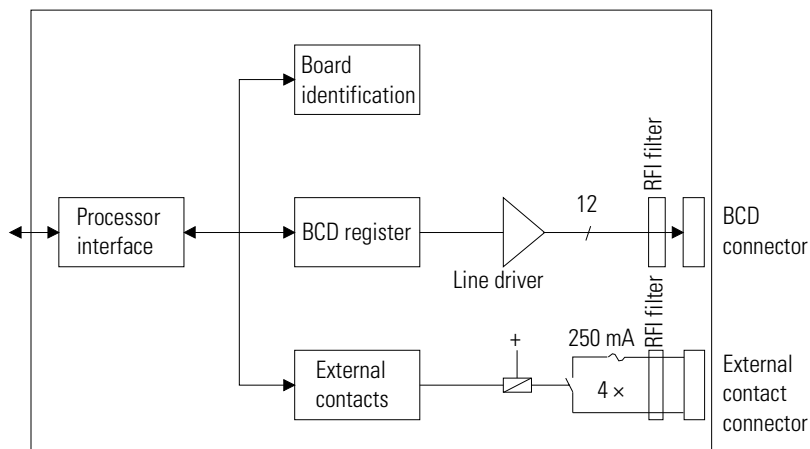 Board
identification
Processor
interface
BCD register
Line driver
12
RFI filter
BCD
connector
External
contacts
+
250 mA
4 ×
RFI filter
External
contact
connector